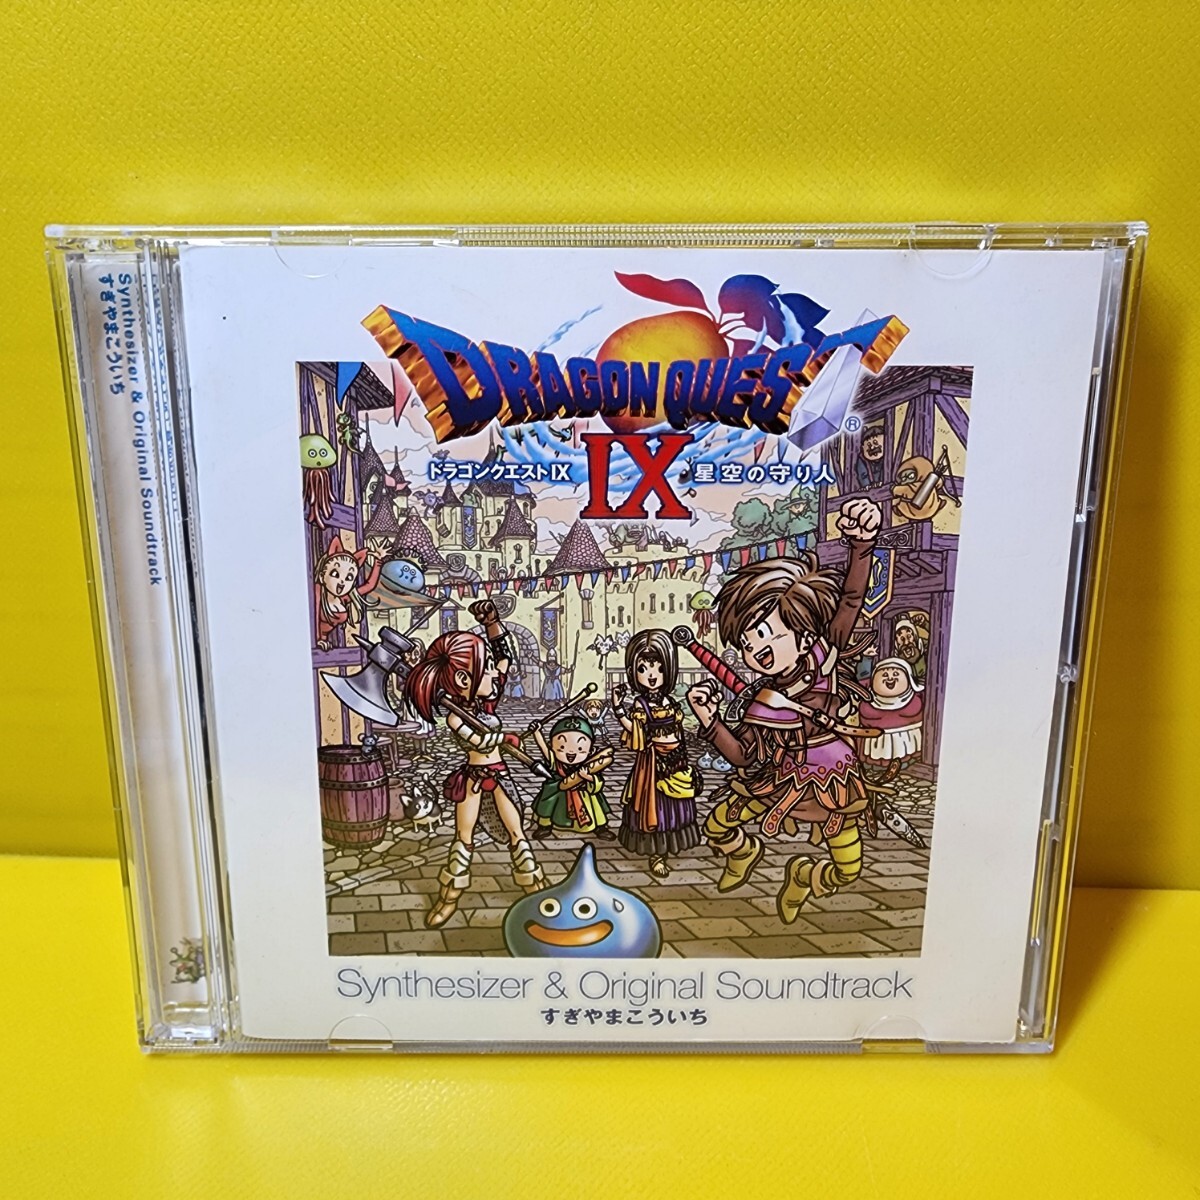 DRAGON QUEST
®
ドラゴンクエストIX
IX
星空の守り人
Synthesizer & Original Soundtrack
すぎやまこういち
Synthesizer & Original Soundtrack
すぎやまこういち